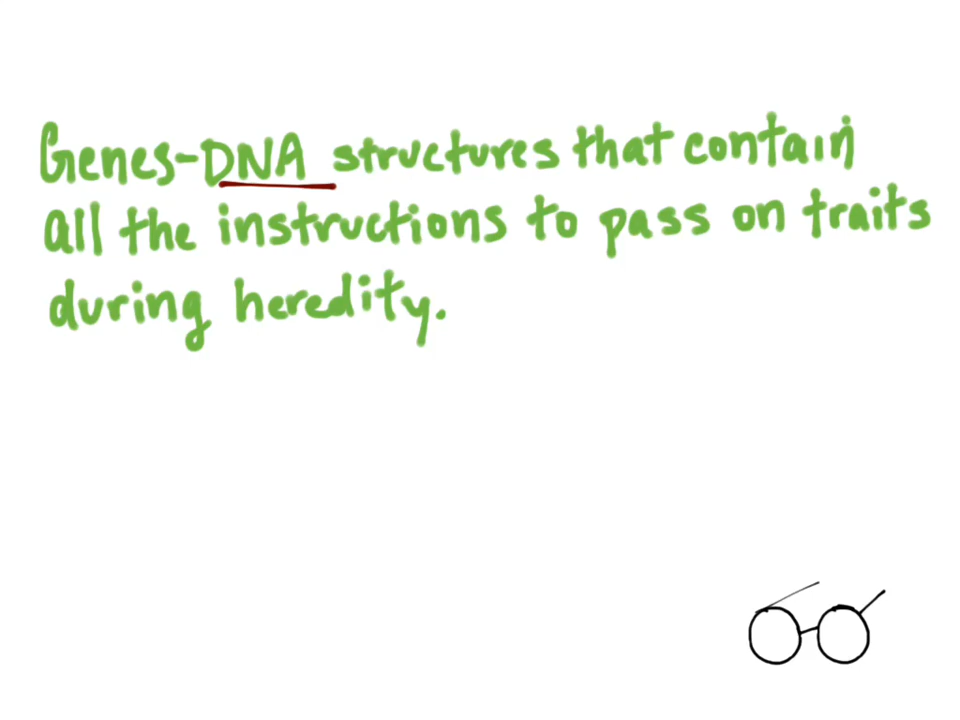 Genes-DNA structures that contain
all the instructions to pass on traits
during heredity.